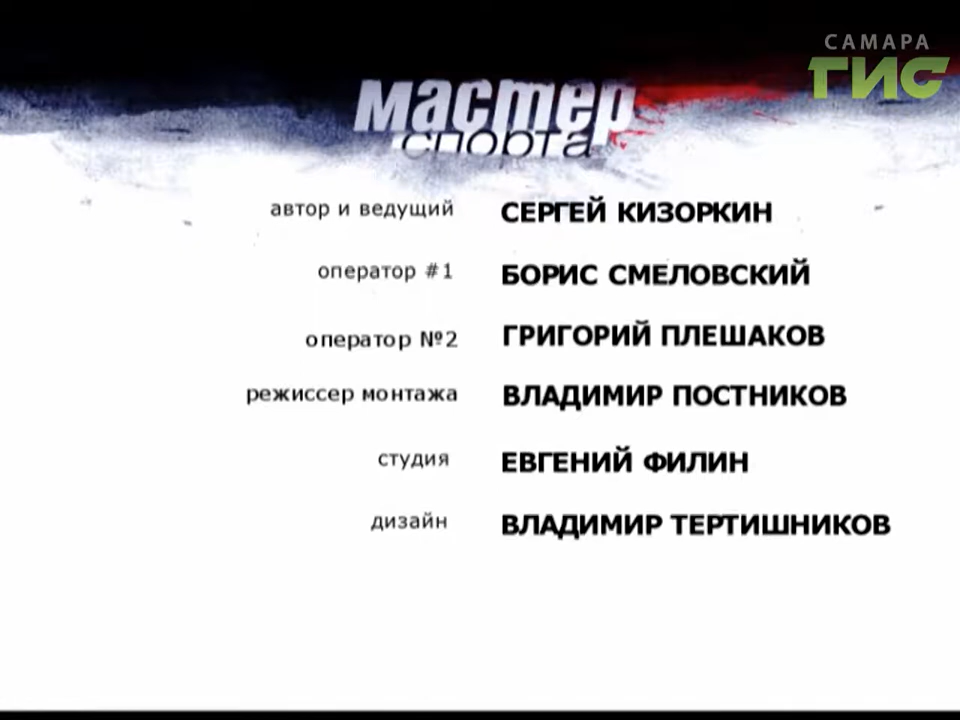 САМАРА
ГИС
мастер
спорта
автор и ведущий СЕРГЕЙ КИЗОРКИН
оператор #1 БОРИС СМЕЛОВСКИЙ
оператор №2 ГРИГОРИЙ ПЛЕШАКОВ
режиссер монтажа ВЛАДИМИР ПОСТНИКОВ
студия ЕВГЕНИЙ ФИЛИН
дизайн ВЛАДИМИР ТЕРТИШНИКОВ